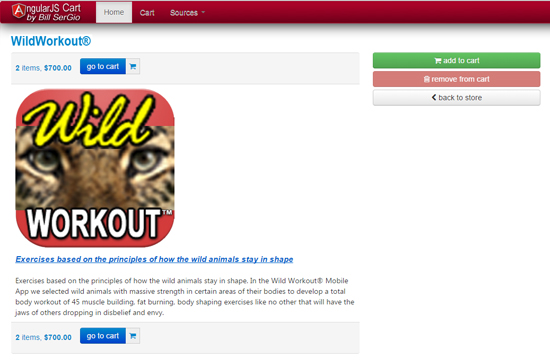 AngularJS Cart
by Bill SerGio
Home Cart Sources
WildWorkout®
2 items, $700.00 go to cart
add to cart
remove from cart
back to store
Wild
WORKOUT™
Exercises based on the principles of how the wild animals stay in shape
Exercises based on the principles of how the wild animals stay in shape. In the Wild Workout® Mobile
App we selected wild animals with massive strength in certain areas of their bodies to develop a total
body workout of 45 muscle building, fat burning, body shaping exercises like no other that will have the
jaws of others dropping in disbelief and envy.
2 items, $700.00 go to cart